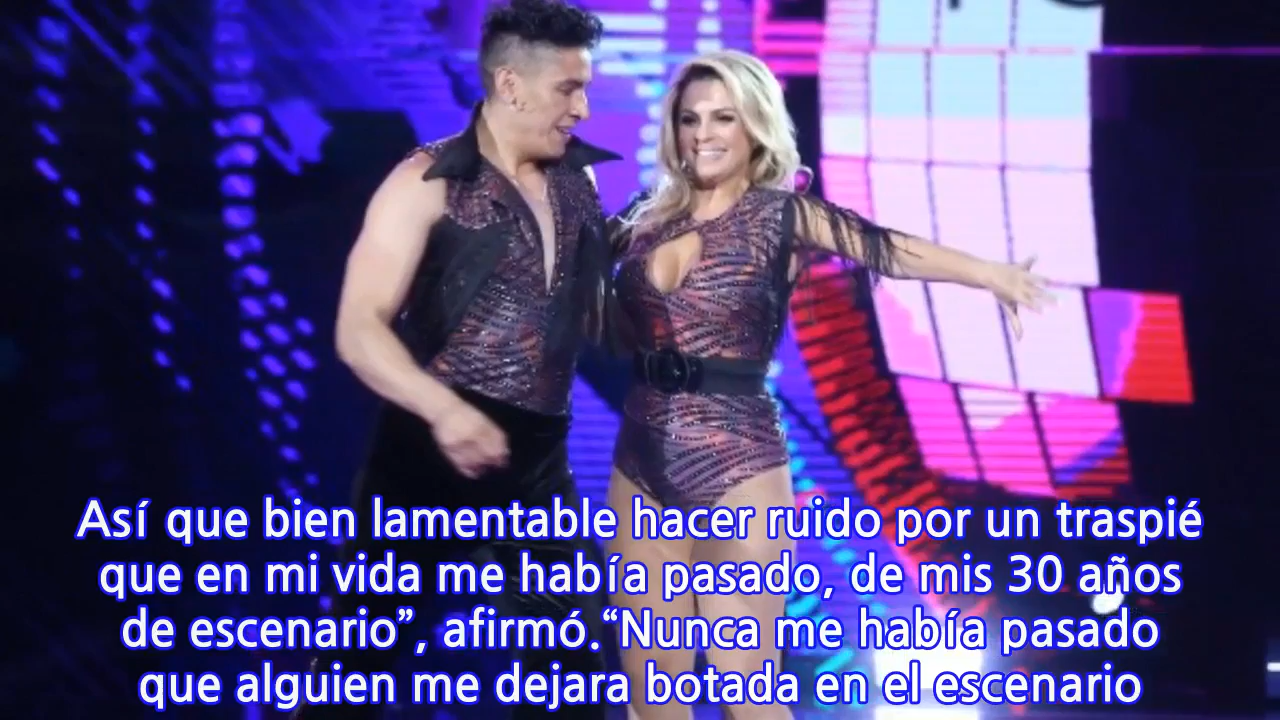 Así que bien lamentable hacer ruido por un traspié
que en mi vida me había pasado, de mis 30 años
de escenario”, afirmó.“Nunca me había pasado
que alguien me dejara botada en el escenario